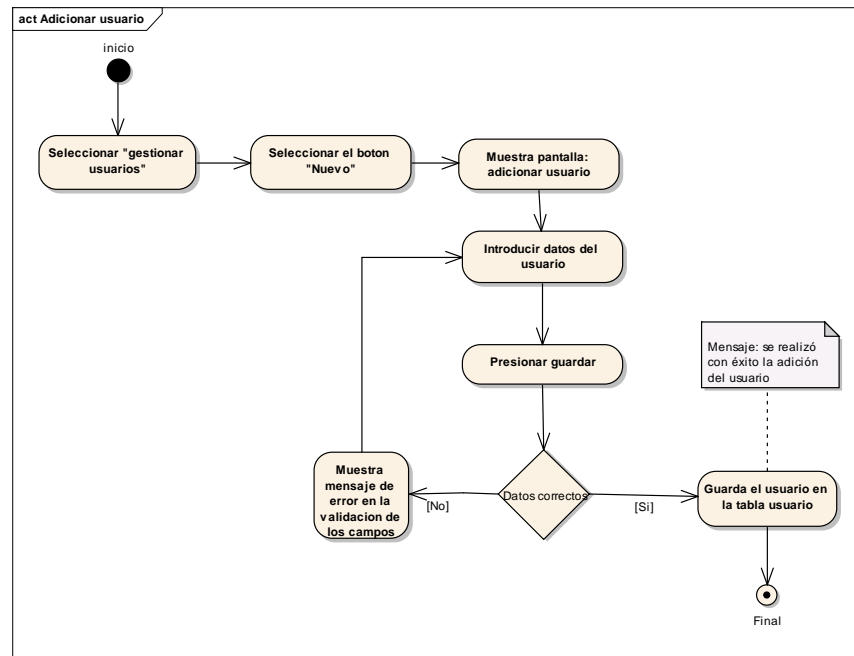 act Adicionar usuario
inicio
Seleccionar "gestionar
usuarios"
Seleccionar el boton
"Nuevo"
Muestra pantalla:
adicionar usuario
Introducir datos del
usuario
Presionar guardar
Mensaje: se realizó
con éxito la adición
del usuario
Muestra
mensaje de
error en la
validacion de
los campos
[No]
Datos correctos
[Si]
Guarda el usuario en
la tabla usuario
Final